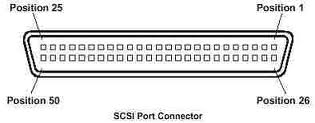 Position 25
Position 1
Position 50
Position 26
SCSI Port Connector